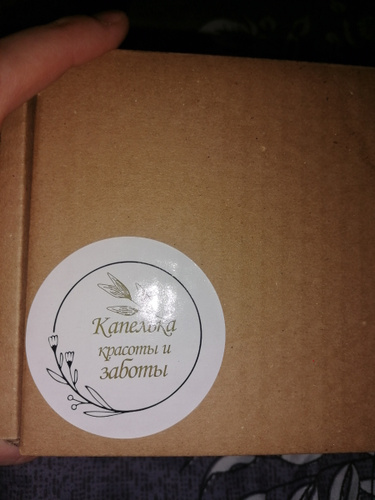 Капелька
красоты и
заботы